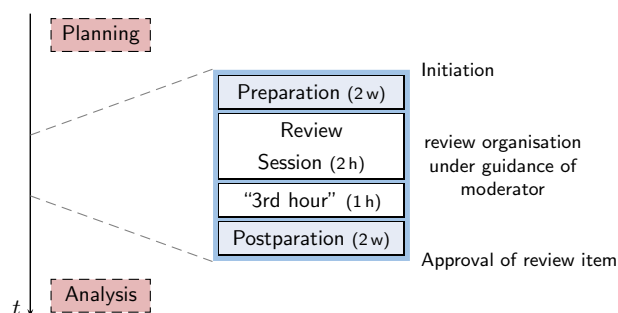 Planning
Initiation
Preparation (2 w)
Review
Session (2 h)
review organisation
under guidance of
moderator
“3rd hour” (1 h)
Postparation (2 w)
Approval of review item
Analysis
t